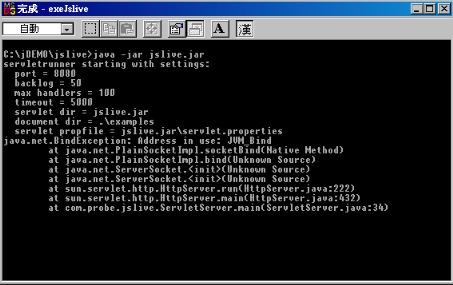 完成 - exeJslive
自動
A
漢
C:\jDEMO\jslive>java -jar jslive.jar
servletrunner starting with settings:
port = 8080
backlog = 50
max handlers = 100
timeout = 5000
servlet dir = jslive.jar
document dir = .\examples
servlet propfile = jslive.jar\servlet.properties
java.net.BindException: Address in use: JVM_Bind
at java.net.PlainSocketImpl.socketBind(Native Method)
at java.net.PlainSocketImpl.bind(Unknown Source)
at java.net.ServerSocket.<init>(Unknown Source)
at java.net.ServerSocket.<init>(Unknown Source)
at sun.servlet.http.HttpServer.run(HttpServer.java:222)
at sun.servlet.http.HttpServer.main(HttpServer.java:432)
at com.probe.jslive.ServletServer.main(ServletServer.java:34)